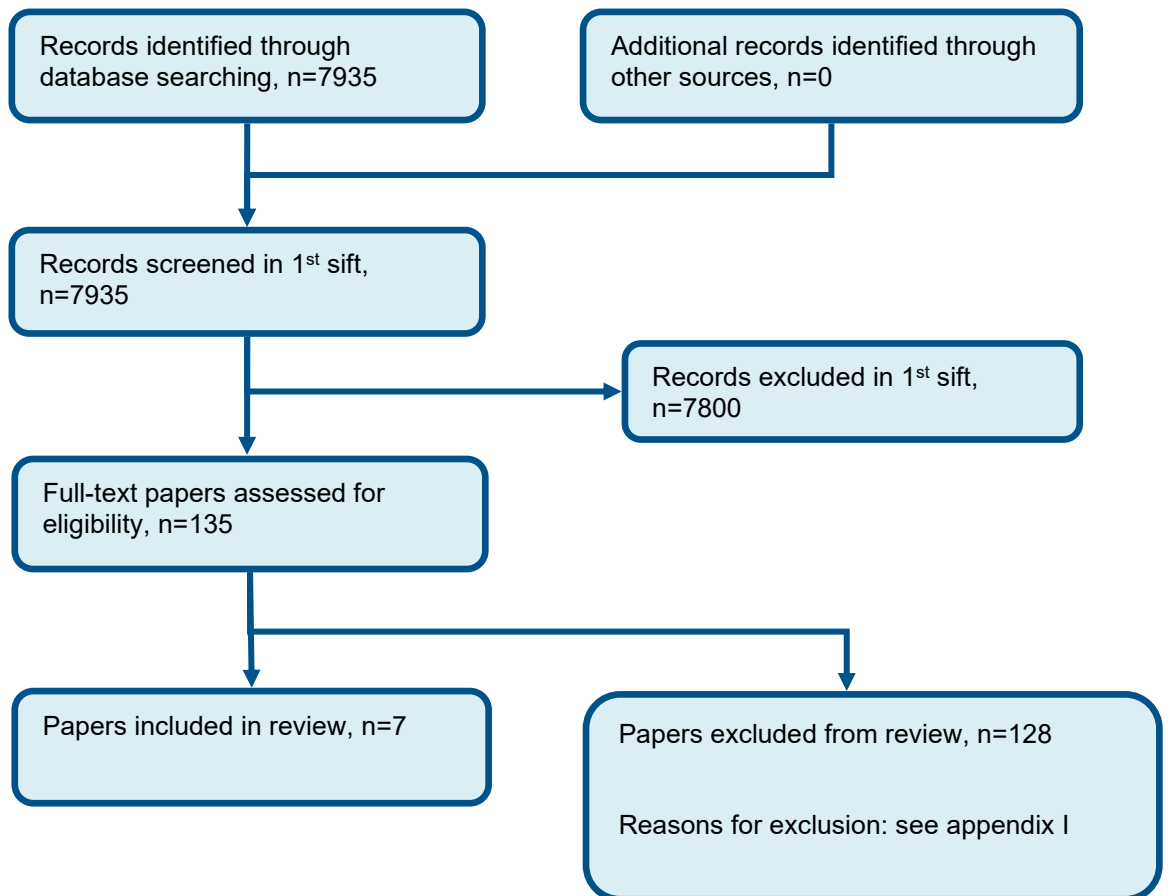 Records identified through
database searching, n=7935
Additional records identified through
other sources, n=0
Records screened in 1st sift,
n=7935
Records excluded in 1st sift,
n=7800
Full-text papers assessed for
eligibility, n=135
Papers included in review, n=7
Papers excluded from review, n=128
Reasons for exclusion: see appendix I